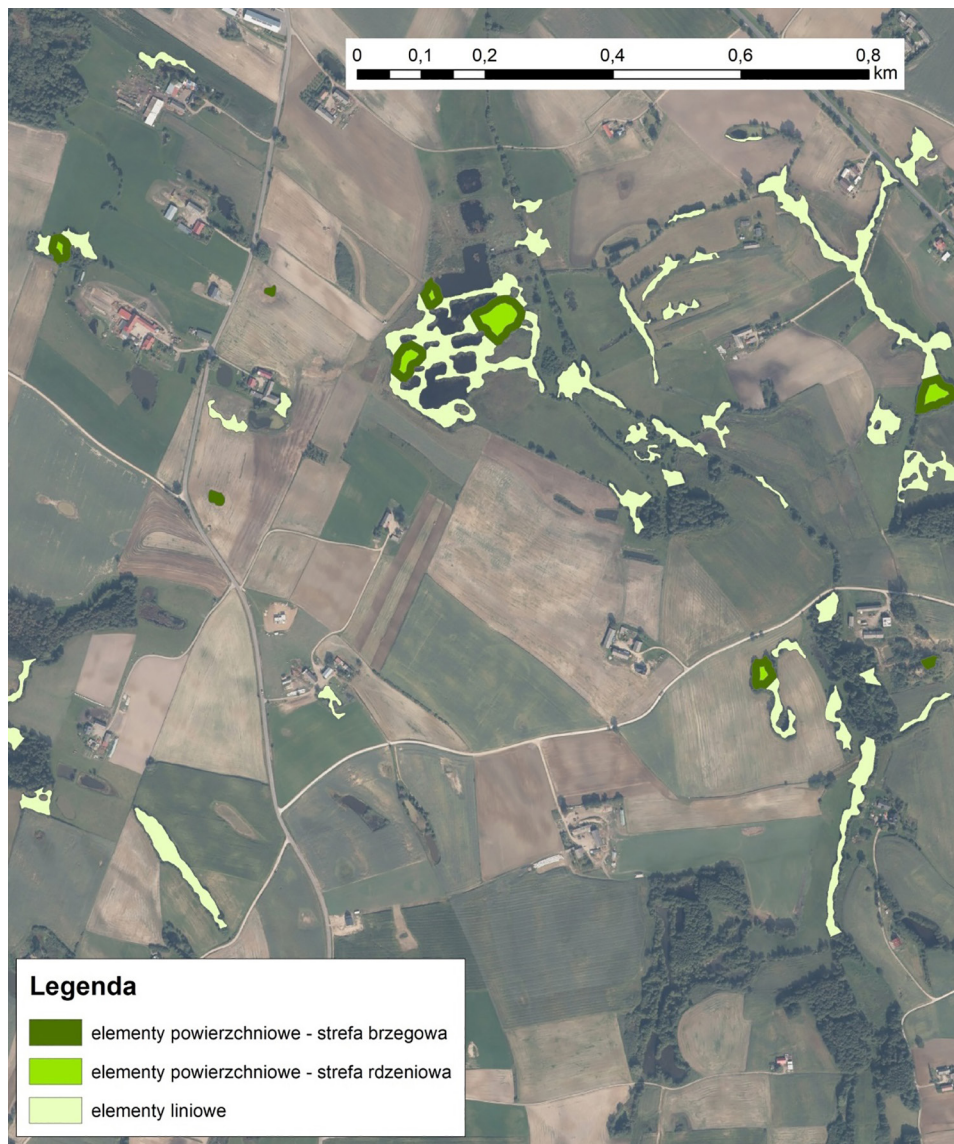 0 0,1 0,2 0,4 0,6 0,8
km
Legenda
elementy powierzchniowe - strefa brzegowa
elementy powierzchniowe - strefa rdzeniowa
elementy liniowe